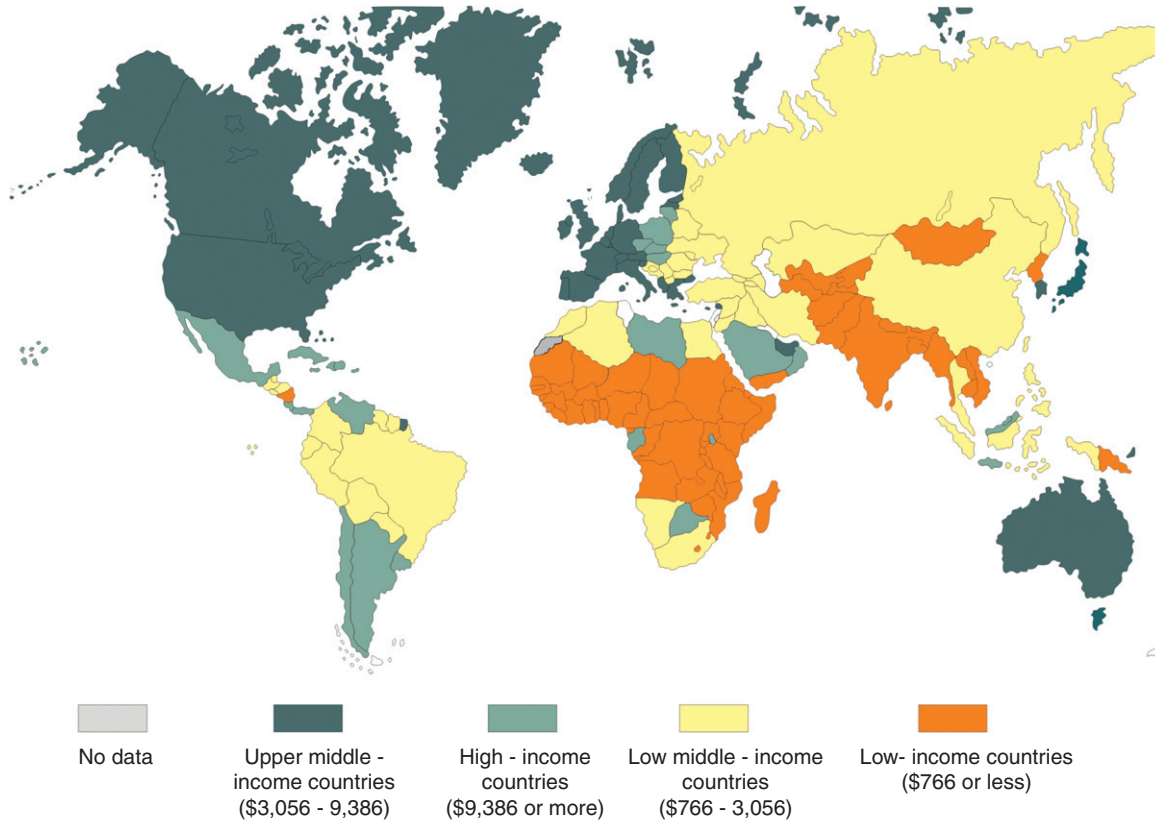 No data
Upper middle -
income countries
($3,056 - 9,386)
High - income
countries
($9,386 or more)
Low middle - income
countries
($766 - 3,056)
Low- income countries
($766 or less)